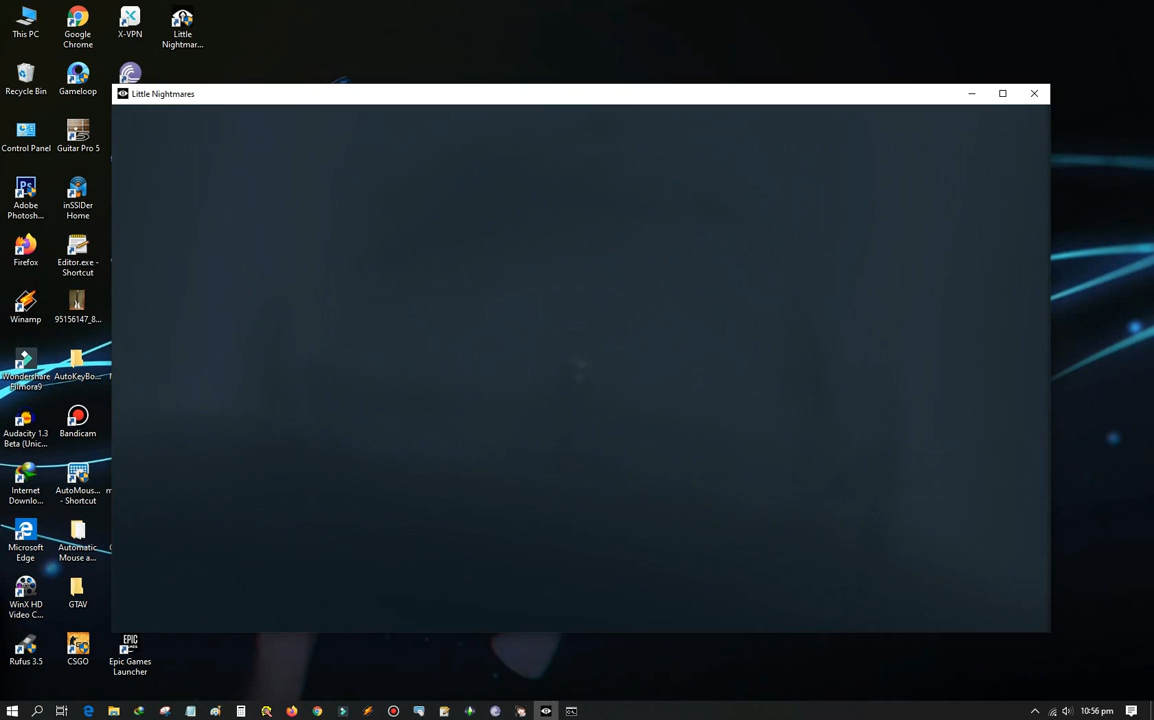 This PC
Google
Chrome
X-VPN
Little
Nightmar...
Recycle Bin
Gameloop
Little Nightmares
Control Panel
Guitar Pro 5
Adobe
Photosh...
inSSIDer
Home
Firefox
Editor.exe -
Shortcut
Winamp
95156147_8...
Wondershare
Filmora9
AutoKeyBo...
Audacity 1.3
Beta (Unic...
Bandicam
Internet
Downlo...
AutoMous...
- Shortcut
Microsoft
Edge
Automatic
Mouse a...
WinX HD
Video C...
GTAV
Rufus 3.5
CSGO
EPIC
GAMES
Epic Games
Launcher
10:56 pm